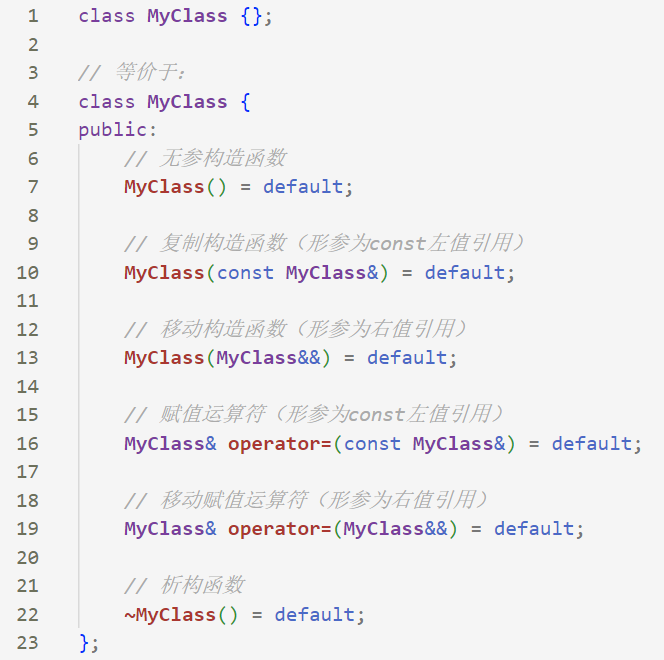 1 class MyClass {};
2
3 // 等价于：
4 class MyClass {
5 public:
6 // 无参构造函数
7 MyClass() = default;
8
9 // 复制构造函数（形参为const左值引用）
10 MyClass(const MyClass&) = default;
11
12 // 移动构造函数（形参为右值引用）
13 MyClass(MyClass&&) = default;
14
15 // 赋值运算符（形参为const左值引用）
16 MyClass& operator=(const MyClass&) = default;
17
18 // 移动赋值运算符（形参为右值引用）
19 MyClass& operator=(MyClass&&) = default;
20
21 // 析构函数
22 ~MyClass() = default;
23 };